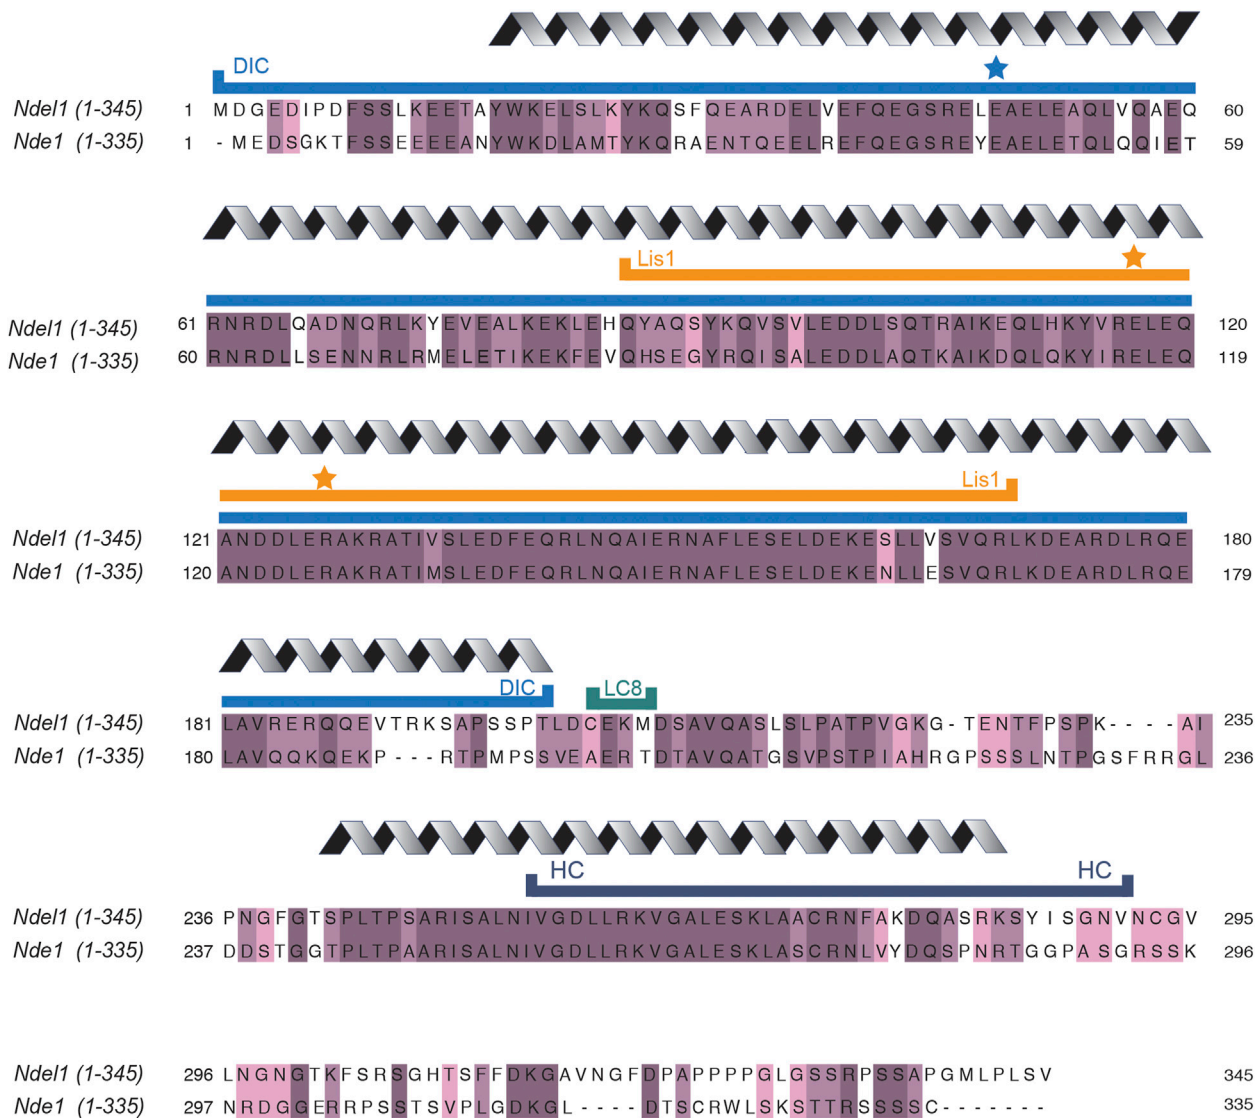 DIC
Ndel1 (1-345) 1 MDGEDIPDFSSLKEETAYWKELSLKYKQSFQEARDELVEFQEGSRELEAELEAQLVQAEQ 60
Nde1 (1-335) 1 -MEDSGKTFSSEEEEANYWKDLAMTYKQRAENTQEELREFQEGSREYEAELETQLQQIET 59
Lis1
Ndel1 (1-345) 61 RNRDLQADNQRLKYEVEALKEKLEHQYAQSYKQVSVLEDDLSQTRAIKEQLHKYVRELEQ 120
Nde1 (1-335) 60 RNRDLLSENNRLRMELETIKEKFEVQHSEGYRQISALEDDLAQTKAIKDQLQKYIRELEQ 119
Lis1
Ndel1 (1-345) 121 ANDDLERAKRATIVSLEDFEQRLNQAIERNAFLESELDEKESLLVSVQRLKDEARDLRQE 180
Nde1 (1-335) 120 ANDDLERAKRATIMSLEDFEQRLNQAIERNAFLESELDEKENLLESVQRLKDEARDLRQE 179
DIC LC8
Ndel1 (1-345) 181 LAVRERQQEVTRKSAPSSPTLDCEKMDSAVQASLSLPATPVGKG-TENTFPSPK----AI 235
Nde1 (1-335) 180 LAVQQKQEKP---RTPMPSSVEAERTDTAVQATGSVPSTPIAHRGPSSSLNTPGSFRRGL 236
HC HC
Ndel1 (1-345) 236 PNGFGTSPLTPSARISALNIVGDLLRKVGALESKLAACRNFAKDQASRKSYISGNVNCGV 295
Nde1 (1-335) 237 DDSTGGTPLTPAARISALNIVGDLLRKVGALESKLASCRNLVYDQSPNRTGGPASGRSSK 296
Ndel1 (1-345) 296 LNGNGTKFSRSGHTSFFDKGAVNGFDPAPPPPGLGSSRPSSAPGMLPLSV 345
Nde1 (1-335) 297 NRDGGERRPSSTSVPLGDKGL----DTSCRWLSKSTTRSSSSC------- 335